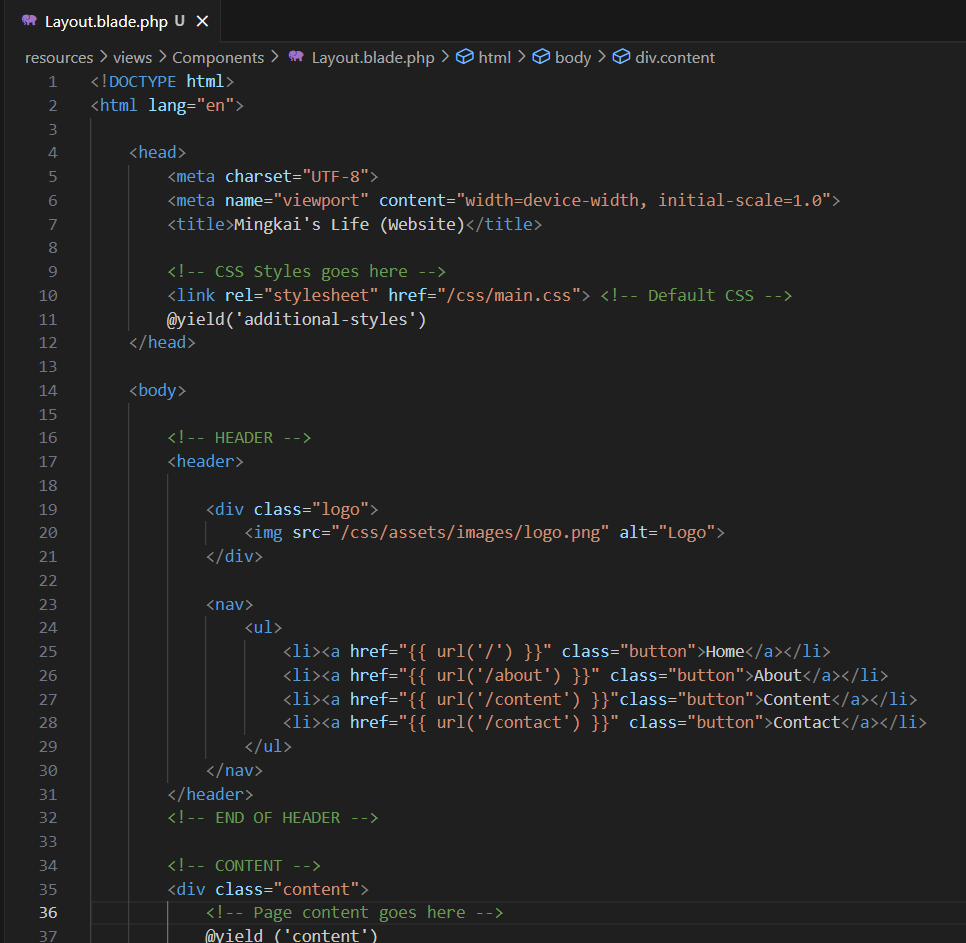 Layout.blade.php U
resources > views > Components > Layout.blade.php > html > body > div.content
1 <!DOCTYPE html>
2 <html lang="en">
3
4 <head>
5 <meta charset="UTF-8">
6 <meta name="viewport" content="width=device-width, initial-scale=1.0">
7 <title>Mingkai's Life (Website)</title>
8
9 <!-- CSS Styles goes here -->
10 <link rel="stylesheet" href="/css/main.css"> <!-- Default CSS -->
11 @yield('additional-styles')
12 </head>
13
14 <body>
15
16 <!-- HEADER -->
17 <header>
18
19 <div class="logo">
20 <img src="/css/assets/images/logo.png" alt="Logo">
21 </div>
22
23 <nav>
24 <ul>
25 <li><a href="{{ url('/') }}" class="button">Home</a></li>
26 <li><a href="{{ url('/about') }}" class="button">About</a></li>
27 <li><a href="{{ url('/content') }}"class="button">Content</a></li>
28 <li><a href="{{ url('/contact') }}" class="button">Contact</a></li>
29 </ul>
30 </nav>
31 </header>
32 <!-- END OF HEADER -->
33
34 <!-- CONTENT -->
35 <div class="content">
36 <!-- Page content goes here -->
37 @yield ('content')